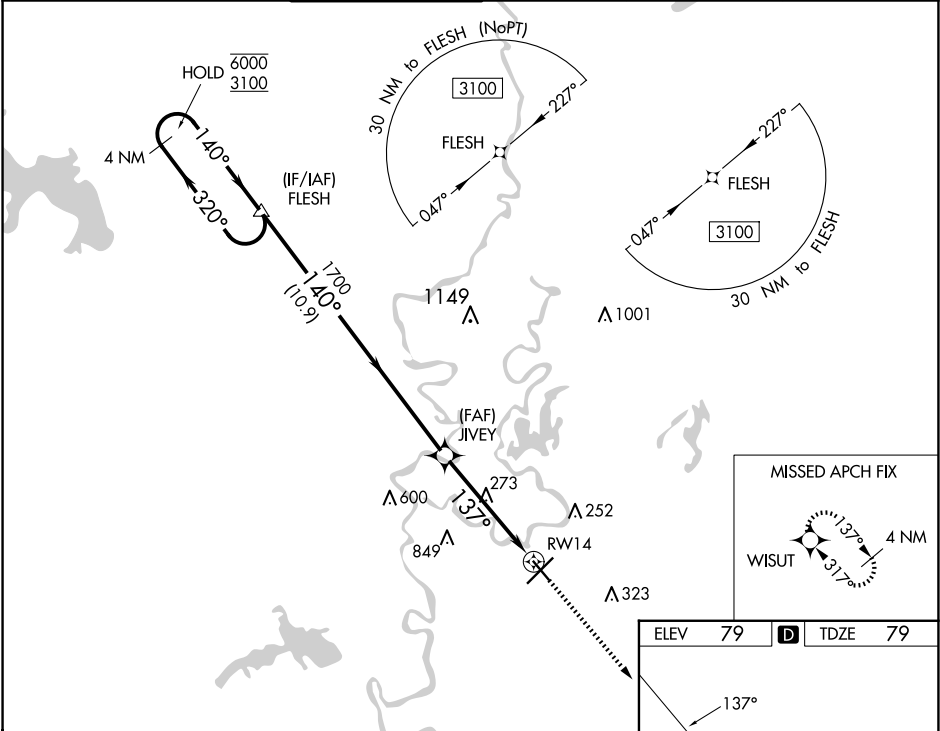 HOLD 6000
3100
4 NM
140°
320°
(IF/IAF)
FLESH
30 NM to FLESH (NoPT)
3100
FLESH
227°
047°
227°
FLESH
047°
3100
30 NM to FLESH
1700
140°
(10.9)
1149
1001
(FAF)
JIVEY
273
600
137°
252
849
RW14
323
MISSED APCH FIX
137°
4 NM
WISUT
317°
ELEV 79 D TDZE 79
137°